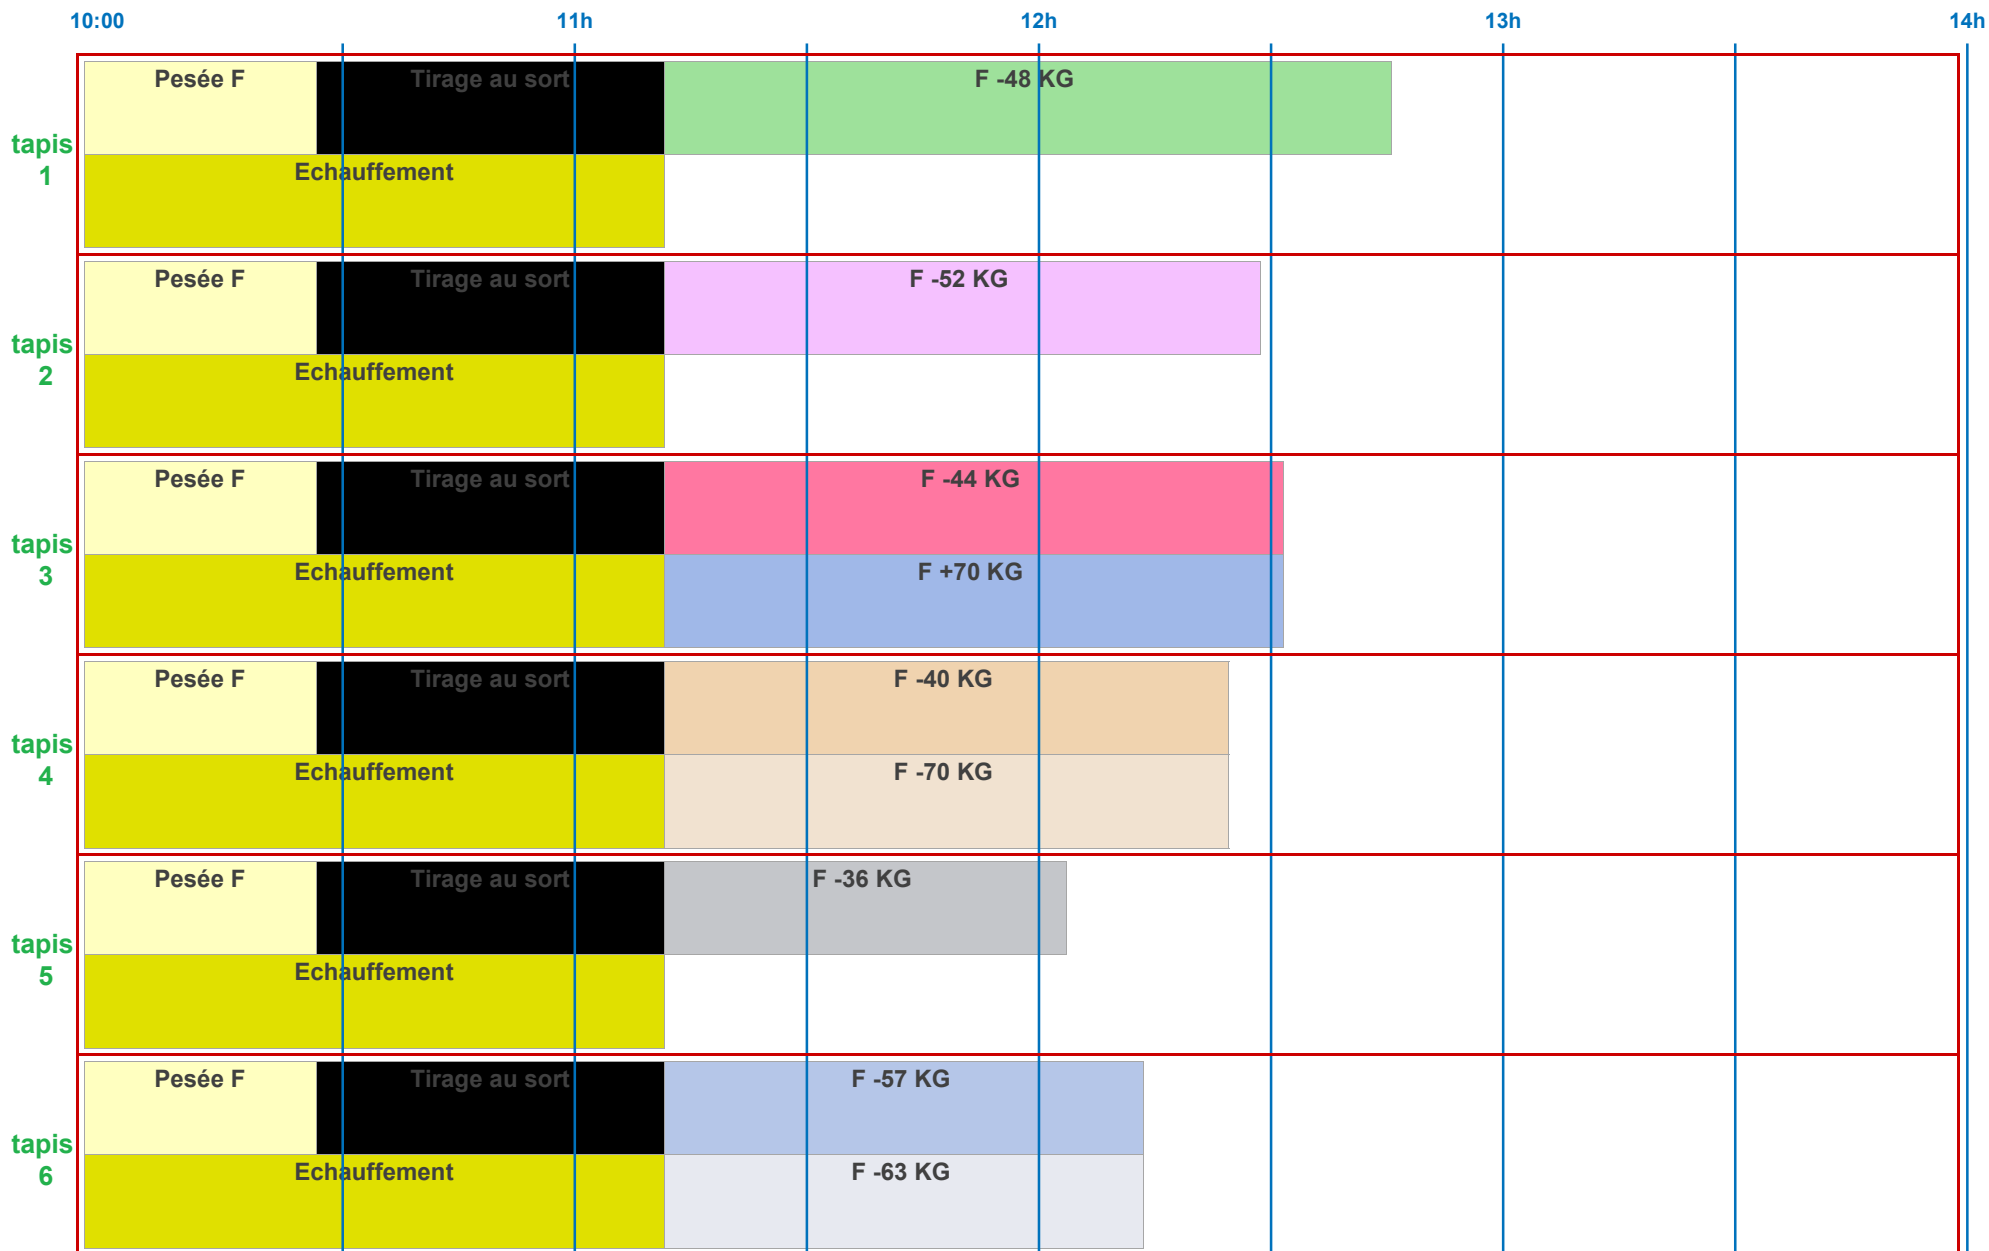 10:00 11h 12h 13h 14h
Pesée F Tirage au sort F -48 KG
tapis
1
Echauffement
Pesée F Tirage au sort F -52 KG
tapis
2
Echauffement
Pesée F Tirage au sort F -44 KG
tapis
3
Echauffement F +70 KG
Pesée F Tirage au sort F -40 KG
tapis
4
Echauffement F -70 KG
Pesée F Tirage au sort F -36 KG
tapis
5
Echauffement
Pesée F Tirage au sort F -57 KG
tapis
6
Echauffement F -63 KG